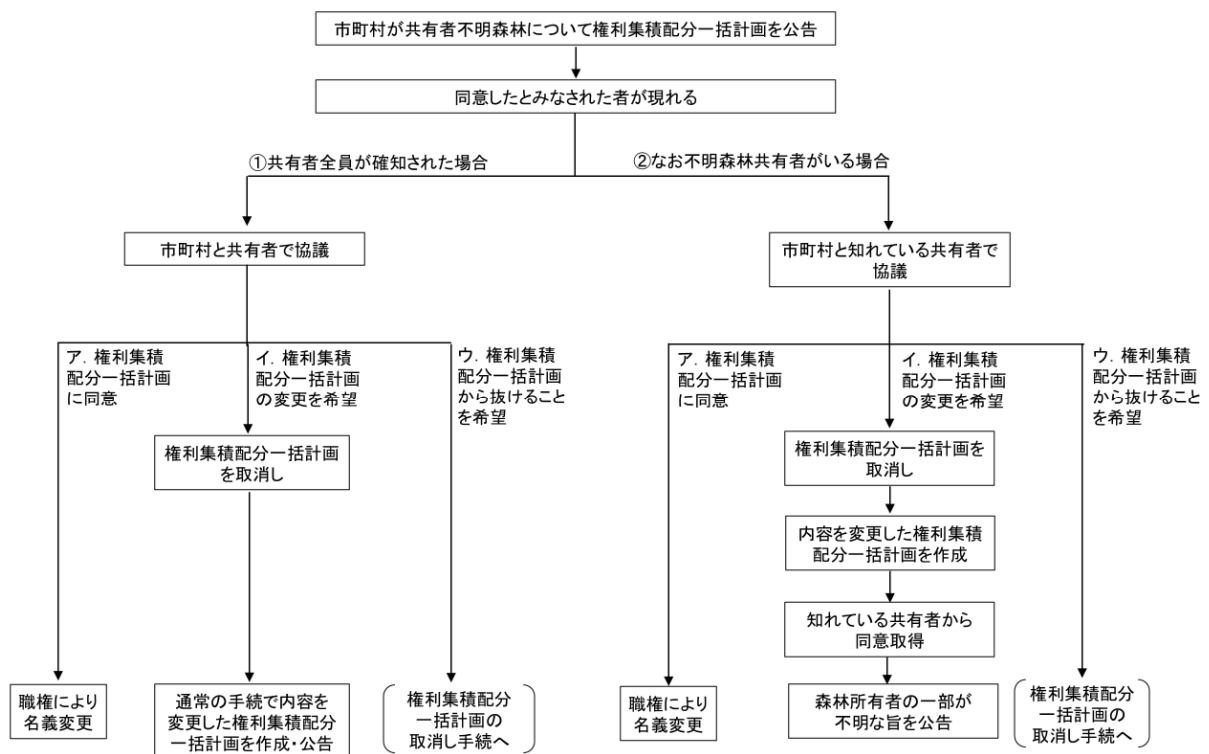 市町村が共有者不明森林について権利集積配分一括計画を公告
同意したとみなされた者が現れる
①共有者全員が確知された場合
②なお不明森林共有者がいる場合
市町村と共有者で協議
市町村と知れている共有者で
協議
ア．権利集積
配分一括計画
に同意
イ．権利集積
配分一括計画
の変更を希望
ウ．権利集積
配分一括計画
から抜けること
を希望
ア．権利集積
配分一括計画
に同意
イ．権利集積
配分一括計画
の変更を希望
ウ．権利集積
配分一括計画
から抜けること
を希望
権利集積配分一括計画
を取消し
権利集積配分一括計画を
取消し
内容を変更した権利集積
配分一括計画を作成
知れている共有者から
同意取得
職権により
名義変更
通常の手続で内容を
変更した権利集積配分
一括計画を作成・公告
権利集積配分
一括計画の
取消し手続へ
職権により
名義変更
森林所有者の一部が
不明な旨を公告
権利集積配分
一括計画の
取消し手続へ